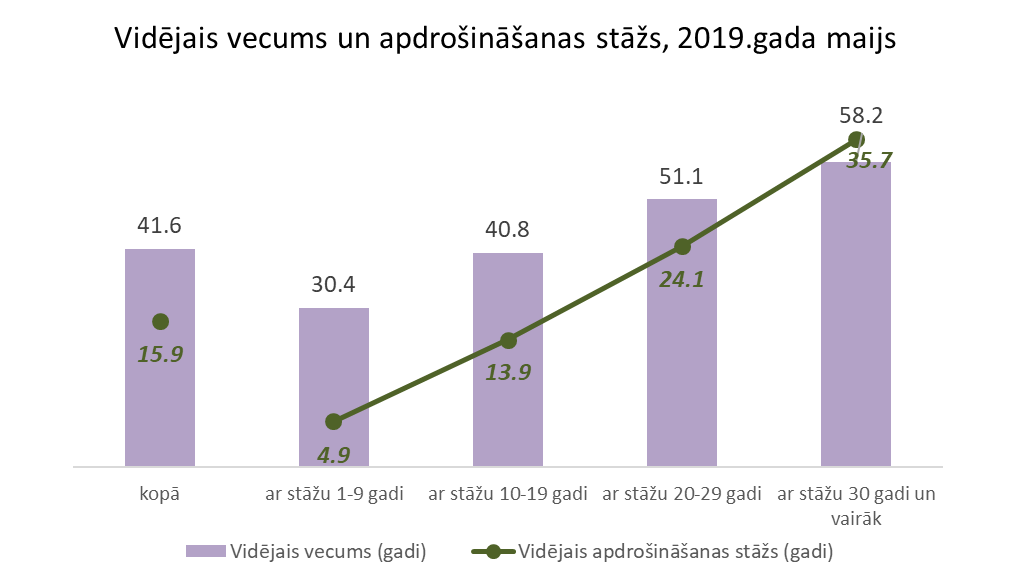 Vidējais vecums un apdrošināšanas stāžs, 2019.gada maijs
58.2
35.7
51.1
41.6
40.8
24.1
30.4
15.9
13.9
4.9
kopā
ar stāžu 1-9 gadi
ar stāžu 10-19 gadi
ar stāžu 20-29 gadi
ar stāžu 30 gadi un
vairāk
Vidējais vecums (gadi)
Vidējais apdrošināšanas stāžs (gadi)